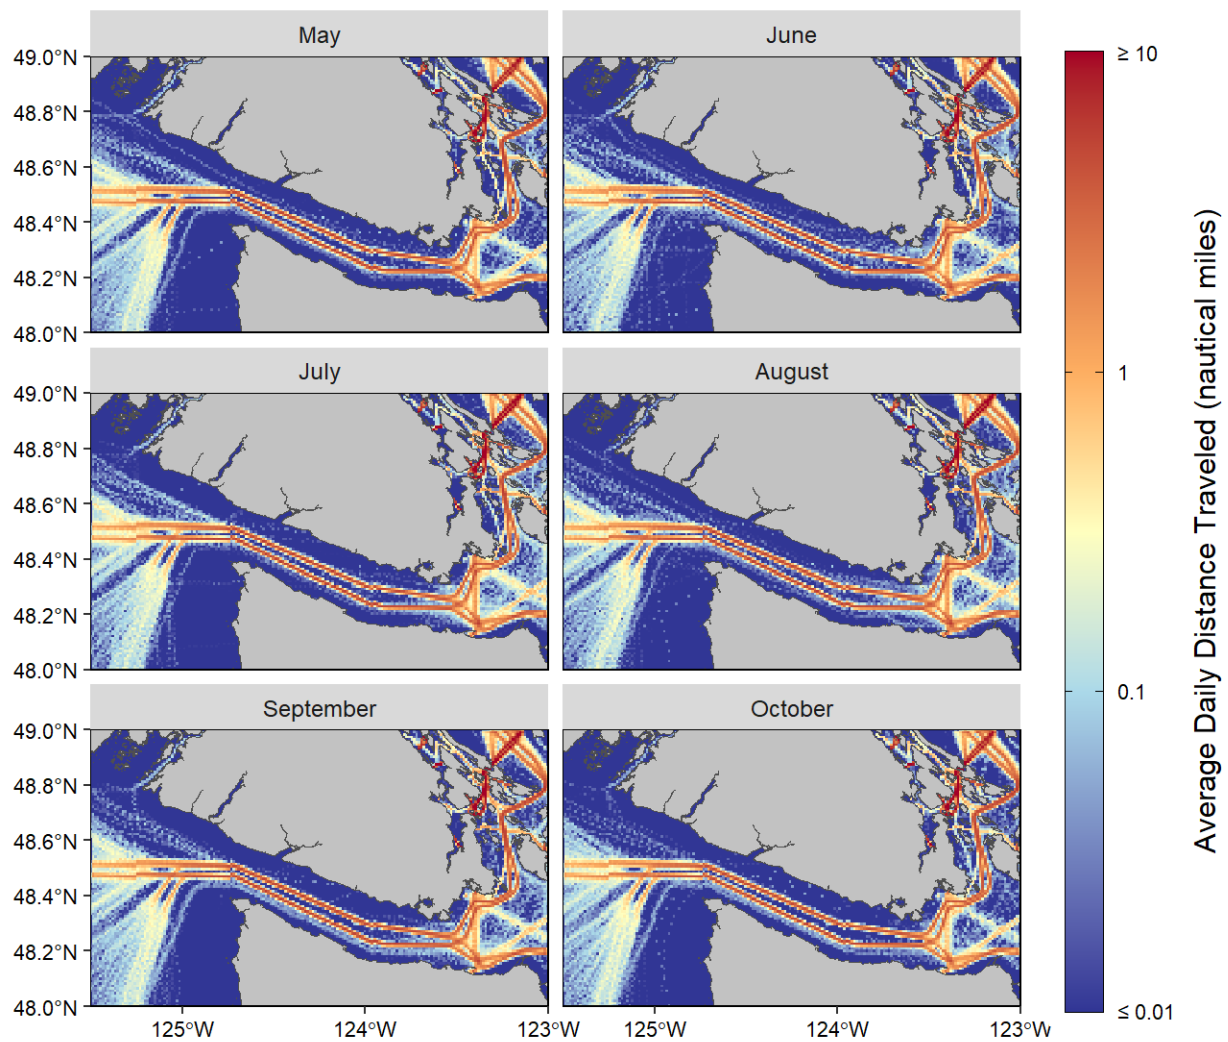 May
June
49.0°N
48.8°N
48.6°N
48.4°N
48.2°N
48.0°N
July
August
49.0°N
48.8°N
48.6°N
48.4°N
48.2°N
48.0°N
September
October
49.0°N
48.8°N
48.6°N
48.4°N
48.2°N
48.0°N
125°W
124°W
123°W
125°W
124°W
123°W
≥ 10
1
0.1
≤ 0.01
Average Daily Distance Traveled (nautical miles)